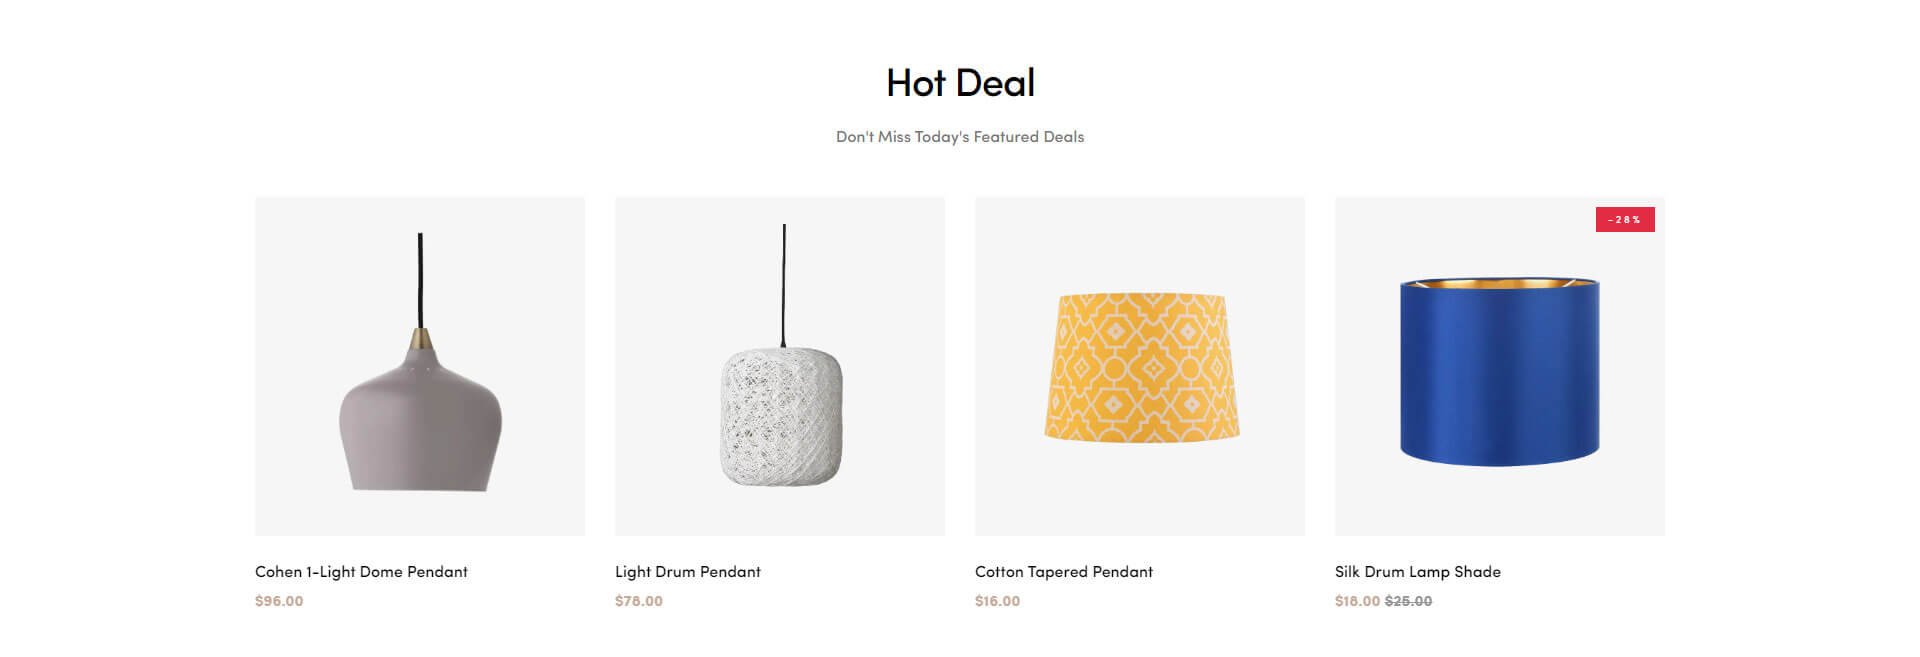 Hot Deal
Don't Miss Today's Featured Deals
-28%
Cohen 1-Light Dome Pendant
$96.00
Light Drum Pendant
$78.00
Cotton Tapered Pendant
$16.00
Silk Drum Lamp Shade
$18.00 $25.00